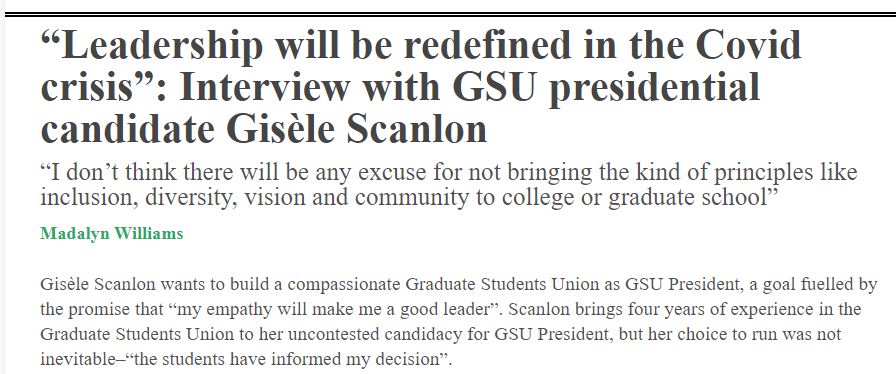 “Leadership will be redefined in the Covid
crisis”: Interview with GSU presidential
candidate Gisèle Scanlon
“I don’t think there will be any excuse for not bringing the kind of principles like
inclusion, diversity, vision and community to college or graduate school”
Madalyn Williams
Gisèle Scanlon wants to build a compassionate Graduate Students Union as GSU President, a goal fuelled by
the promise that “my empathy will make me a good leader”. Scanlon brings four years of experience in the
Graduate Students Union to her uncontested candidacy for GSU President, but her choice to run was not
inevitable–“the students have informed my decision”.